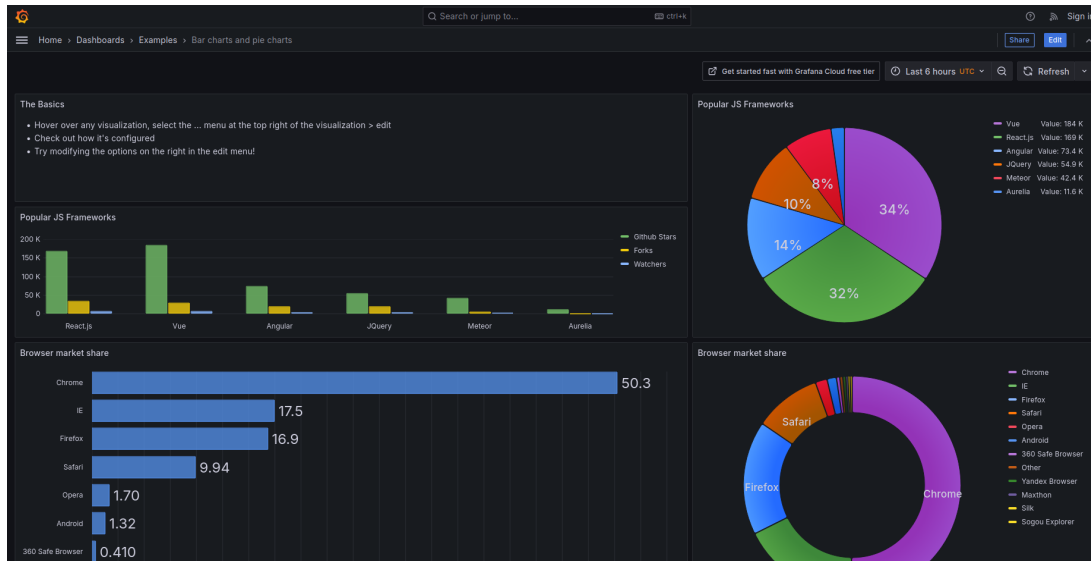 Search or jump to...
ctrl+k
Sign in
Home › Dashboards › Examples › Bar charts and pie charts
Share
Edit
Get started fast with Grafana Cloud free tier
Last 6 hours UTC
Refresh
The Basics
• Hover over any visualization, select the ... menu at the top right of the visualization > edit
• Check out how it's configured
• Try modifying the options on the right in the edit menu!
Popular JS Frameworks
200 K
150 K
100 K
50 K
0
React.js
Vue
Angular
JQuery
Meteor
Aurelia
Github Stars
Forks
Watchers
Popular JS Frameworks
34%
32%
14%
10%
8%
Vue Value: 184 K
React.js Value: 169 K
Angular Value: 73.4 K
JQuery Value: 54.9 K
Meteor Value: 42.4 K
Aurelia Value: 11.6 K
Browser market share
Chrome 50.3
IE 17.5
Firefox 16.9
Safari 9.94
Opera 1.70
Android 1.32
360 Safe Browser 0.410
Browser market share
Safari
Firefox
Chrome
Chrome
IE
Firefox
Safari
Opera
Android
360 Safe Browser
Other
Yandex Browser
Maxthon
Silk
Sogou Explorer